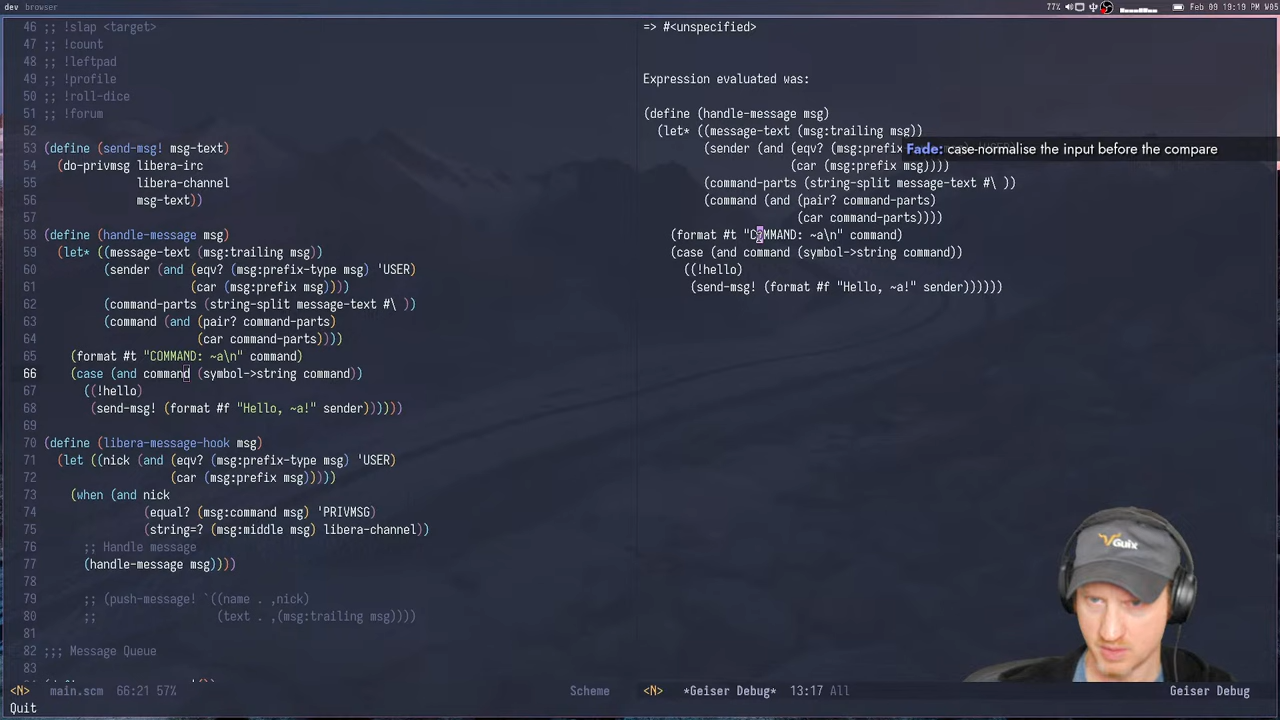 dev browser
77% Feb 09 19:19 PM W05
46 ;; !slap <target>
47 ;; !count
48 ;; !leftpad
49 ;; !profile
50 ;; !roll-dice
51 ;; !forum
52
53 (define (send-msg! msg-text)
54 (do-privmsg libera-irc
55 libera-channel
56 msg-text))
57
58 (define (handle-message msg)
59 (let* ((message-text (msg:trailing msg))
60 (sender (and (eqv? (msg:prefix-type msg) 'USER)
61 (car (msg:prefix msg))))
62 (command-parts (string-split message-text #\ ))
63 (command (and (pair? command-parts)
64 (car command-parts))))
65 (format #t "COMMAND: ~a\n" command)
66 (case (and command (symbol->string command))
67 ((!hello)
68 (send-msg! (format #f "Hello, ~a!" sender))))))
69
70 (define (libera-message-hook msg)
71 (let ((nick (and (eqv? (msg:prefix-type msg) 'USER)
72 (car (msg:prefix msg)))))
73 (when (and nick
74 (equal? (msg:command msg) 'PRIVMSG)
75 (string=? (msg:middle msg) libera-channel))
76 ;; Handle message
77 (handle-message msg))))
78
79 ;; (push-message! `((name . ,nick)
80 ;; (text . ,(msg:trailing msg))))
81
82 ;;; Message Queue
83
<N> main.scm 66:21 57% Scheme
Quit
=> #<unspecified>
Expression evaluated was:
(define (handle-message msg)
(let* ((message-text (msg:trailing msg))
(sender (and (eqv? (msg:prefix
(car (msg:prefix msg))))
(command-parts (string-split message-text #\ ))
(command (and (pair? command-parts)
(car command-parts))))
(format #t "COMMAND: ~a\n" command)
(case (and command (symbol->string command))
((!hello)
(send-msg! (format #f "Hello, ~a!" sender))))))
<N> *Geiser Debug* 13:17 All Geiser Debug
Fade: case-normalise the input before the compare
Guix